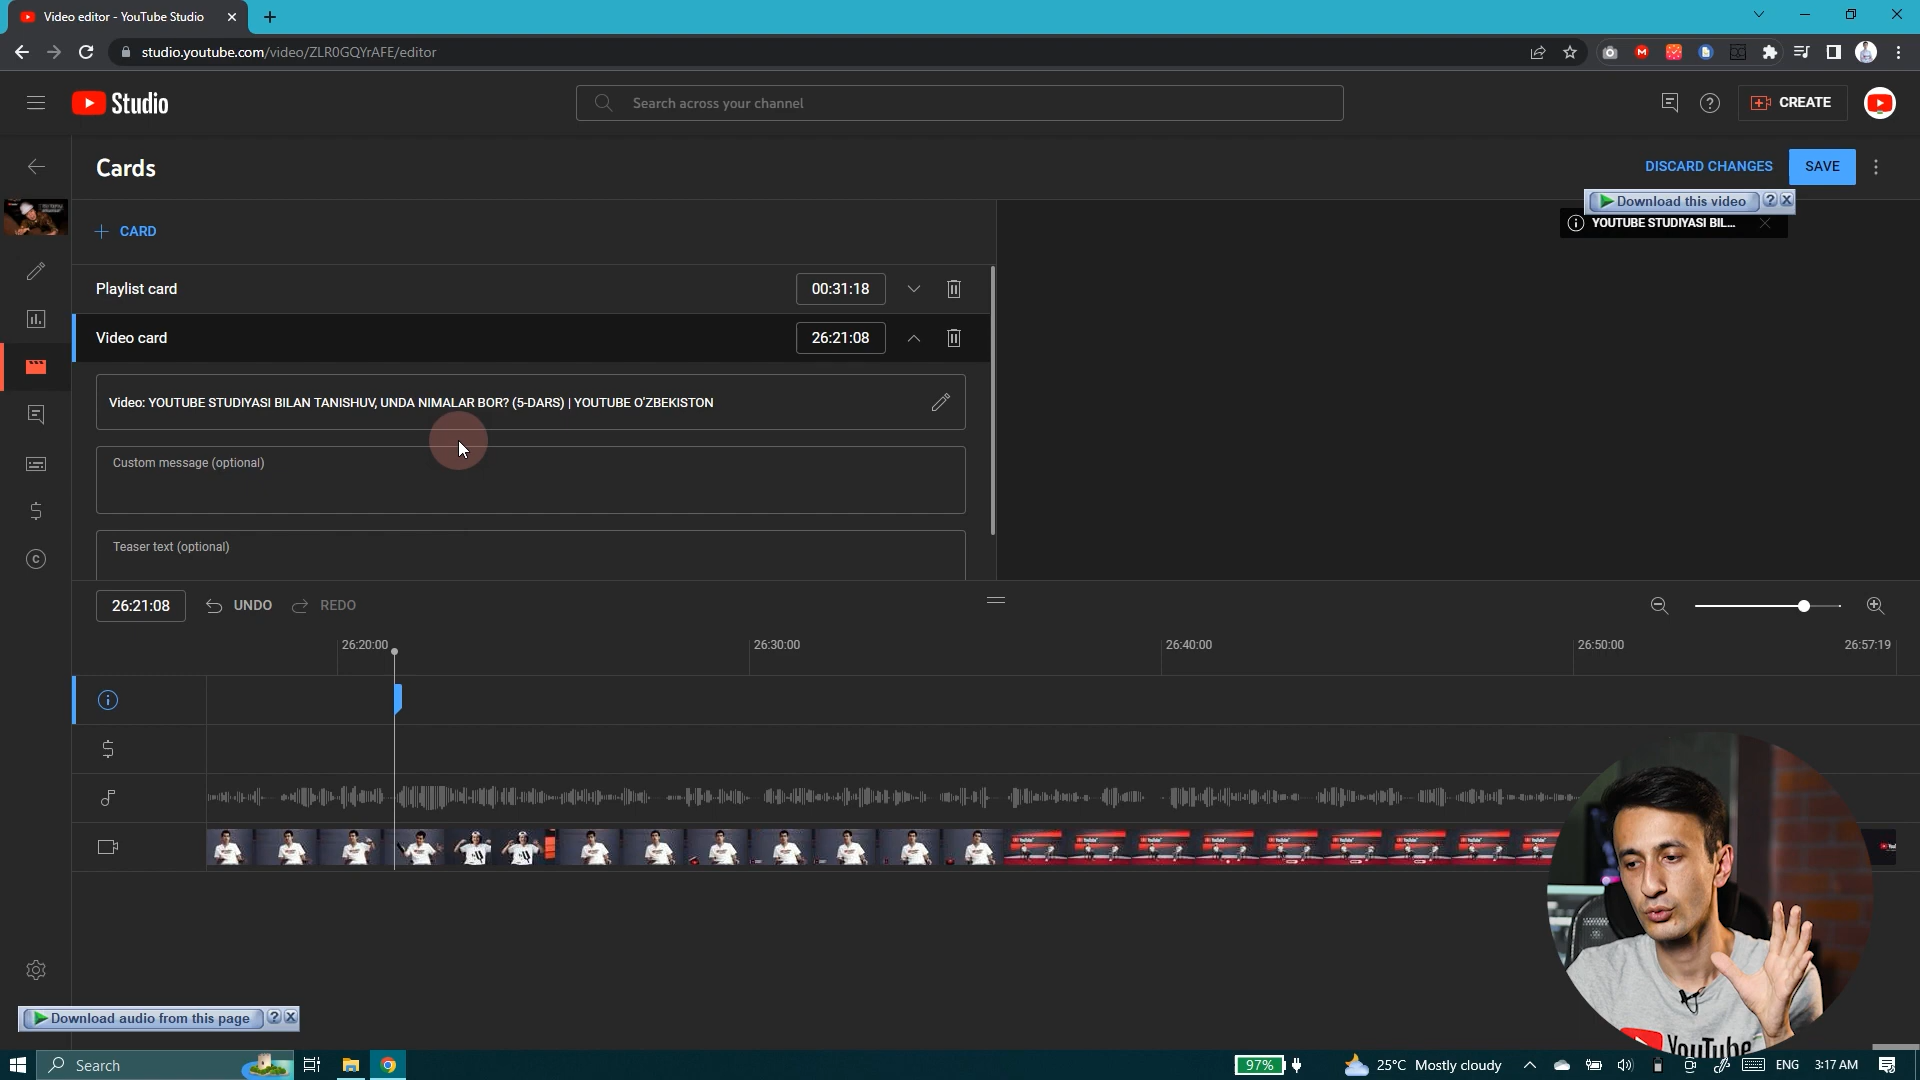 Video editor - YouTube Studio
studio.youtube.com/video/ZLR0GQYrAFE/editor
Studio
Search across your channel
CREATE
Cards
DISCARD CHANGES
SAVE
Download this video
YOUTUBE STUDIYASI BIL...
CARD
Playlist card
00:31:18
Video card
26:21:08
Video: YOUTUBE STUDIYASI BILAN TANISHUV, UNDA NIMALAR BOR? (5-DARS) | YOUTUBE O'ZBEKISTON
Custom message (optional)
Teaser text (optional)
26:21:08
UNDO
REDO
26:20:00
26:30:00
26:40:00
26:50:00
26:57:19
Download audio from this page
YouTube
Search
97%
25°C Mostly cloudy
ENG
3:17 AM